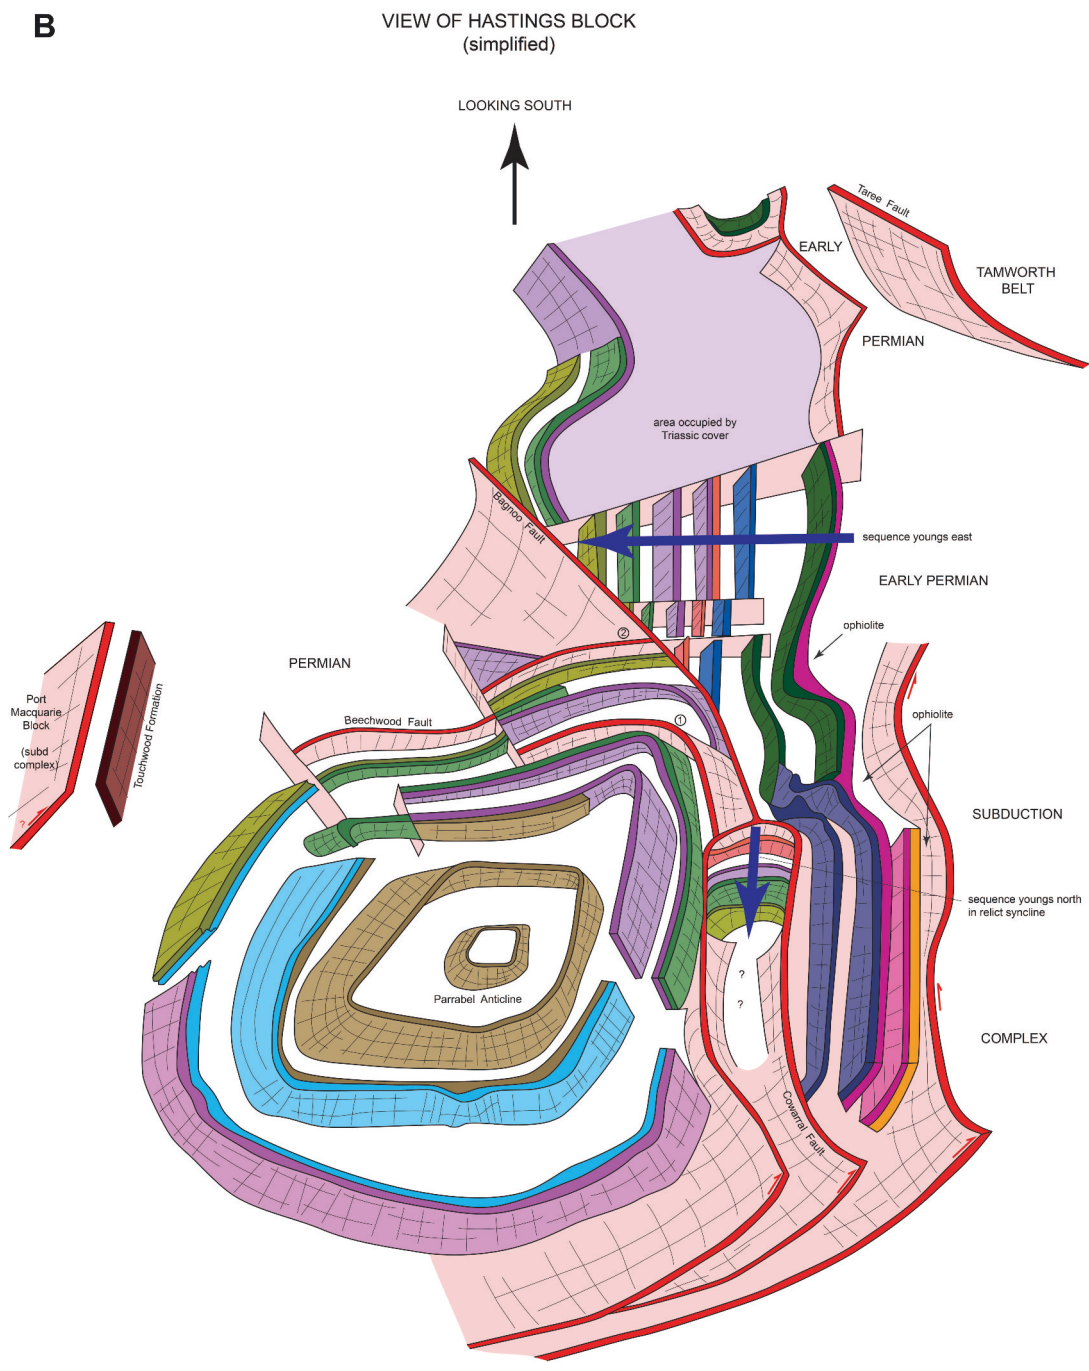 B
VIEW OF HASTINGS BLOCK
(simplified)
LOOKING SOUTH
Taree Fault
EARLY
TAMWORTH
BELT
PERMIAN
area occupied by
Triassic cover
Bagnoo Fault
sequence youngs east
EARLY PERMIAN
ophiolite
2
PERMIAN
Port
Macquarie
Block
(subd
complex)
?
Touchwood Formation
Beechwood Fault
1
ophiolite
SUBDUCTION
sequence youngs north
in relict syncline
?
?
Parrabel Anticline
COMPLEX
Cowarral Fault